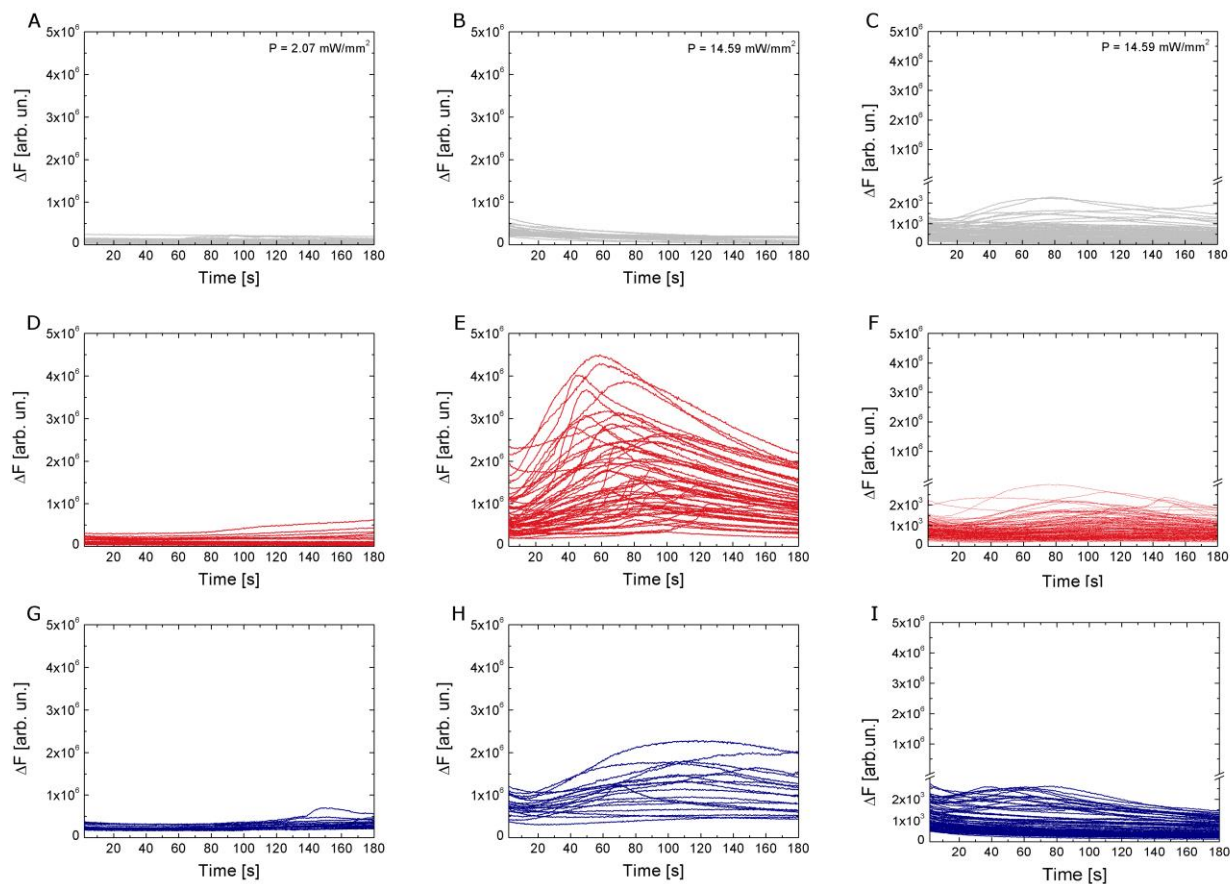 A
P = 2.07 mW/mm²
5x10⁶
4x10⁶
3x10⁶
2x10⁶
1x10⁶
0
ΔF [arb. un.]
20 40 60 80 100 120 140 160 180
Time [s]
B
P = 14.59 mW/mm²
5x10⁶
4x10⁶
3x10⁶
2x10⁶
1x10⁶
0
ΔF [arb. un.]
20 40 60 80 100 120 140 160 180
Time [s]
C
P = 14.59 mW/mm²
5x10⁶
4x10⁶
3x10⁶
2x10⁶
1x10⁶
2x10³
1x10³
0
ΔF [arb. un.]
20 40 60 80 100 120 140 160 180
Time [s]
D
5x10⁶
4x10⁶
3x10⁶
2x10⁶
1x10⁶
0
ΔF [arb. un.]
20 40 60 80 100 120 140 160 180
Time [s]
E
5x10⁶
4x10⁶
3x10⁶
2x10⁶
1x10⁶
0
ΔF [arb. un.]
20 40 60 80 100 120 140 160 180
Time [s]
F
5x10⁶
4x10⁶
3x10⁶
2x10⁶
1x10⁶
2x10³
1x10³
0
ΔF [arb. un.]
20 40 60 80 100 120 140 160 180
Time [s]
G
5x10⁶
4x10⁶
3x10⁶
2x10⁶
1x10⁶
0
ΔF [arb. un.]
20 40 60 80 100 120 140 160 180
Time [s]
H
5x10⁶
4x10⁶
3x10⁶
2x10⁶
1x10⁶
0
ΔF [arb. un.]
20 40 60 80 100 120 140 160 180
Time [s]
I
5x10⁶
4x10⁶
3x10⁶
2x10⁶
1x10⁶
2x10³
1x10³
0
ΔF [arb.un.]
20 40 60 80 100 120 140 160 180
Time [s]